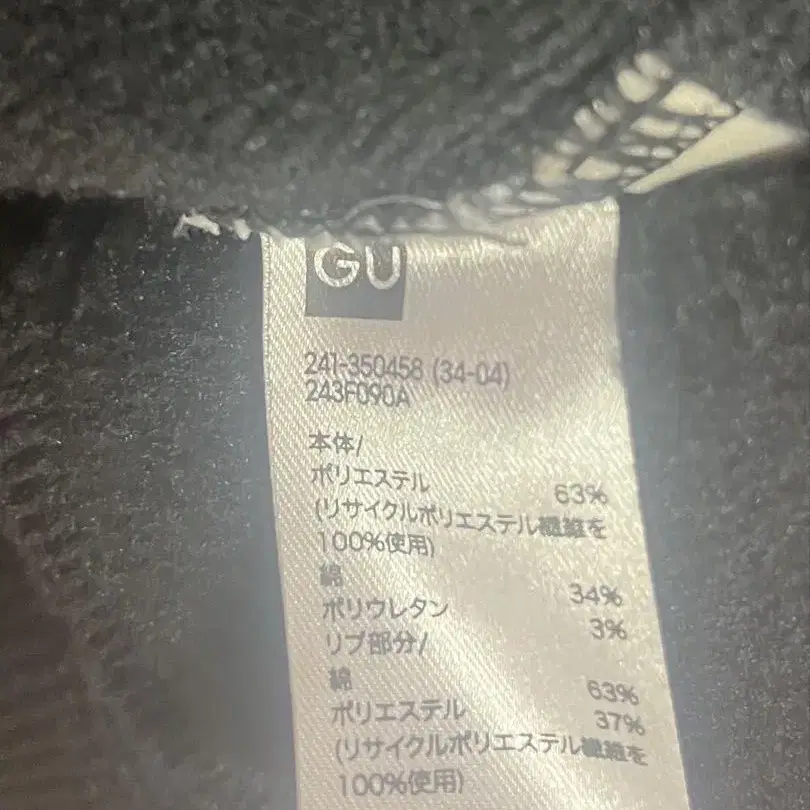 GU
241-350458 (34-04)
243F090A
本体/
ポリエステル 63%
(リサイクルポリエステル繊維を
100%使用)
綿 34%
ポリウレタン 3%
リブ部分/
綿 63%
ポリエステル 37%
(リサイクルポリエステル繊維を
100%使用)